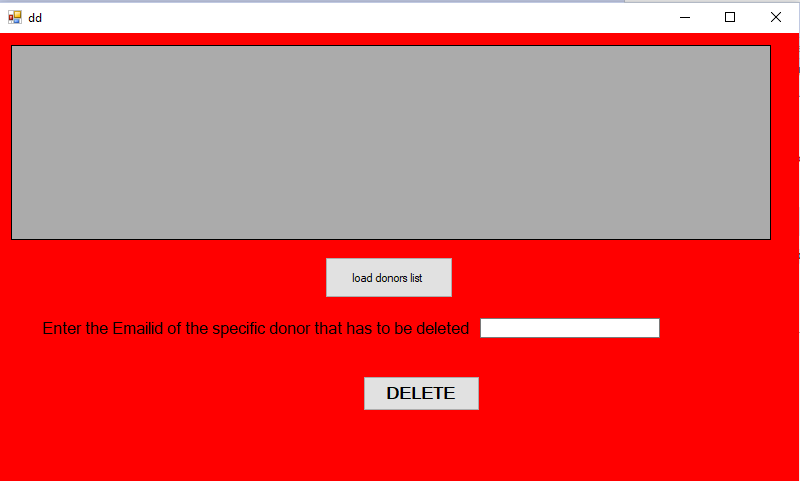 dd
load donors list
Enter the Emailid of the specific donor that has to be deleted
DELETE